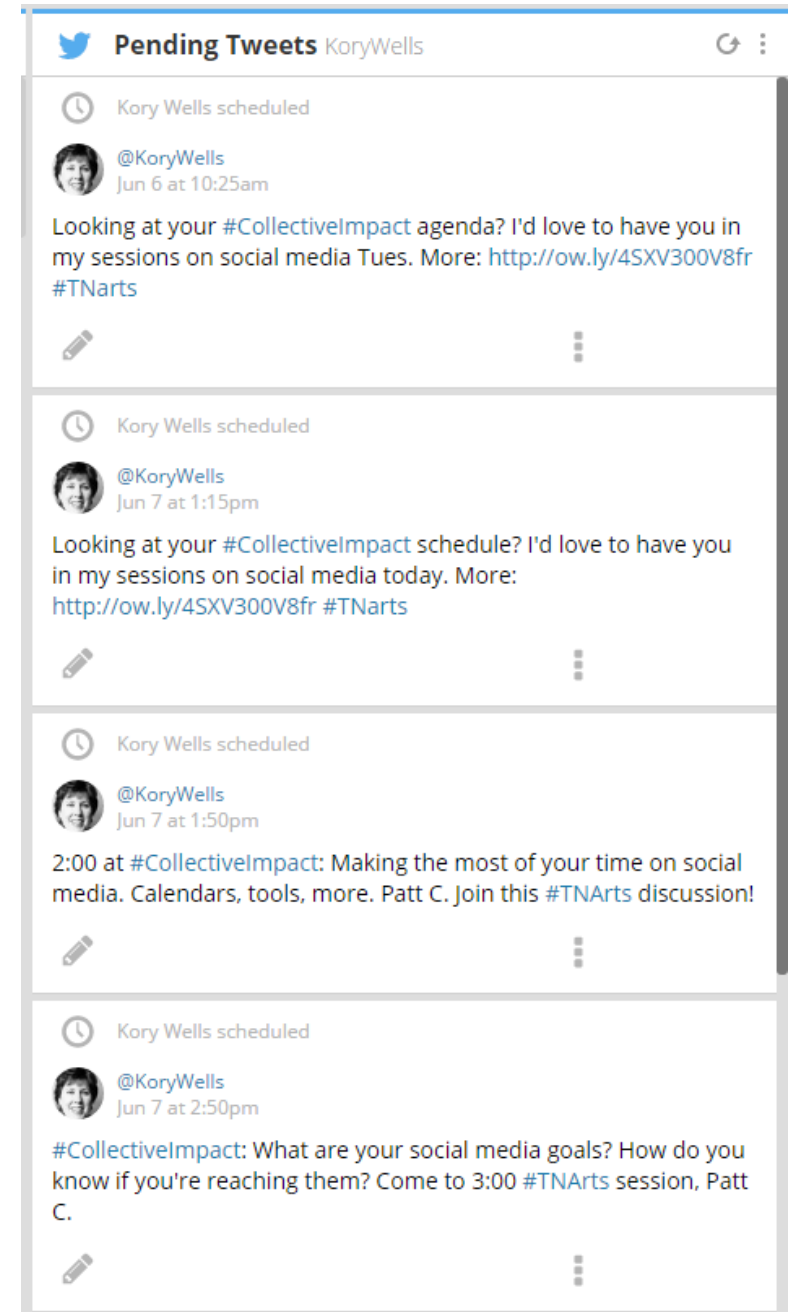 Pending Tweets KoryWells
Kory Wells scheduled
@KoryWells
Jun 6 at 10:25am
Looking at your #CollectiveImpact agenda? I'd love to have you in
my sessions on social media Tues. More: http://ow.ly/4SXV300V8fr
#TNarts
Kory Wells scheduled
@KoryWells
Jun 7 at 1:15pm
Looking at your #CollectiveImpact schedule? I'd love to have you
in my sessions on social media today. More:
http://ow.ly/4SXV300V8fr #TNarts
Kory Wells scheduled
@KoryWells
Jun 7 at 1:50pm
2:00 at #CollectiveImpact: Making the most of your time on social
media. Calendars, tools, more. Patt C. Join this #TNArts discussion!
Kory Wells scheduled
@KoryWells
Jun 7 at 2:50pm
#CollectiveImpact: What are your social media goals? How do you
know if you're reaching them? Come to 3:00 #TNArts session, Patt
C.